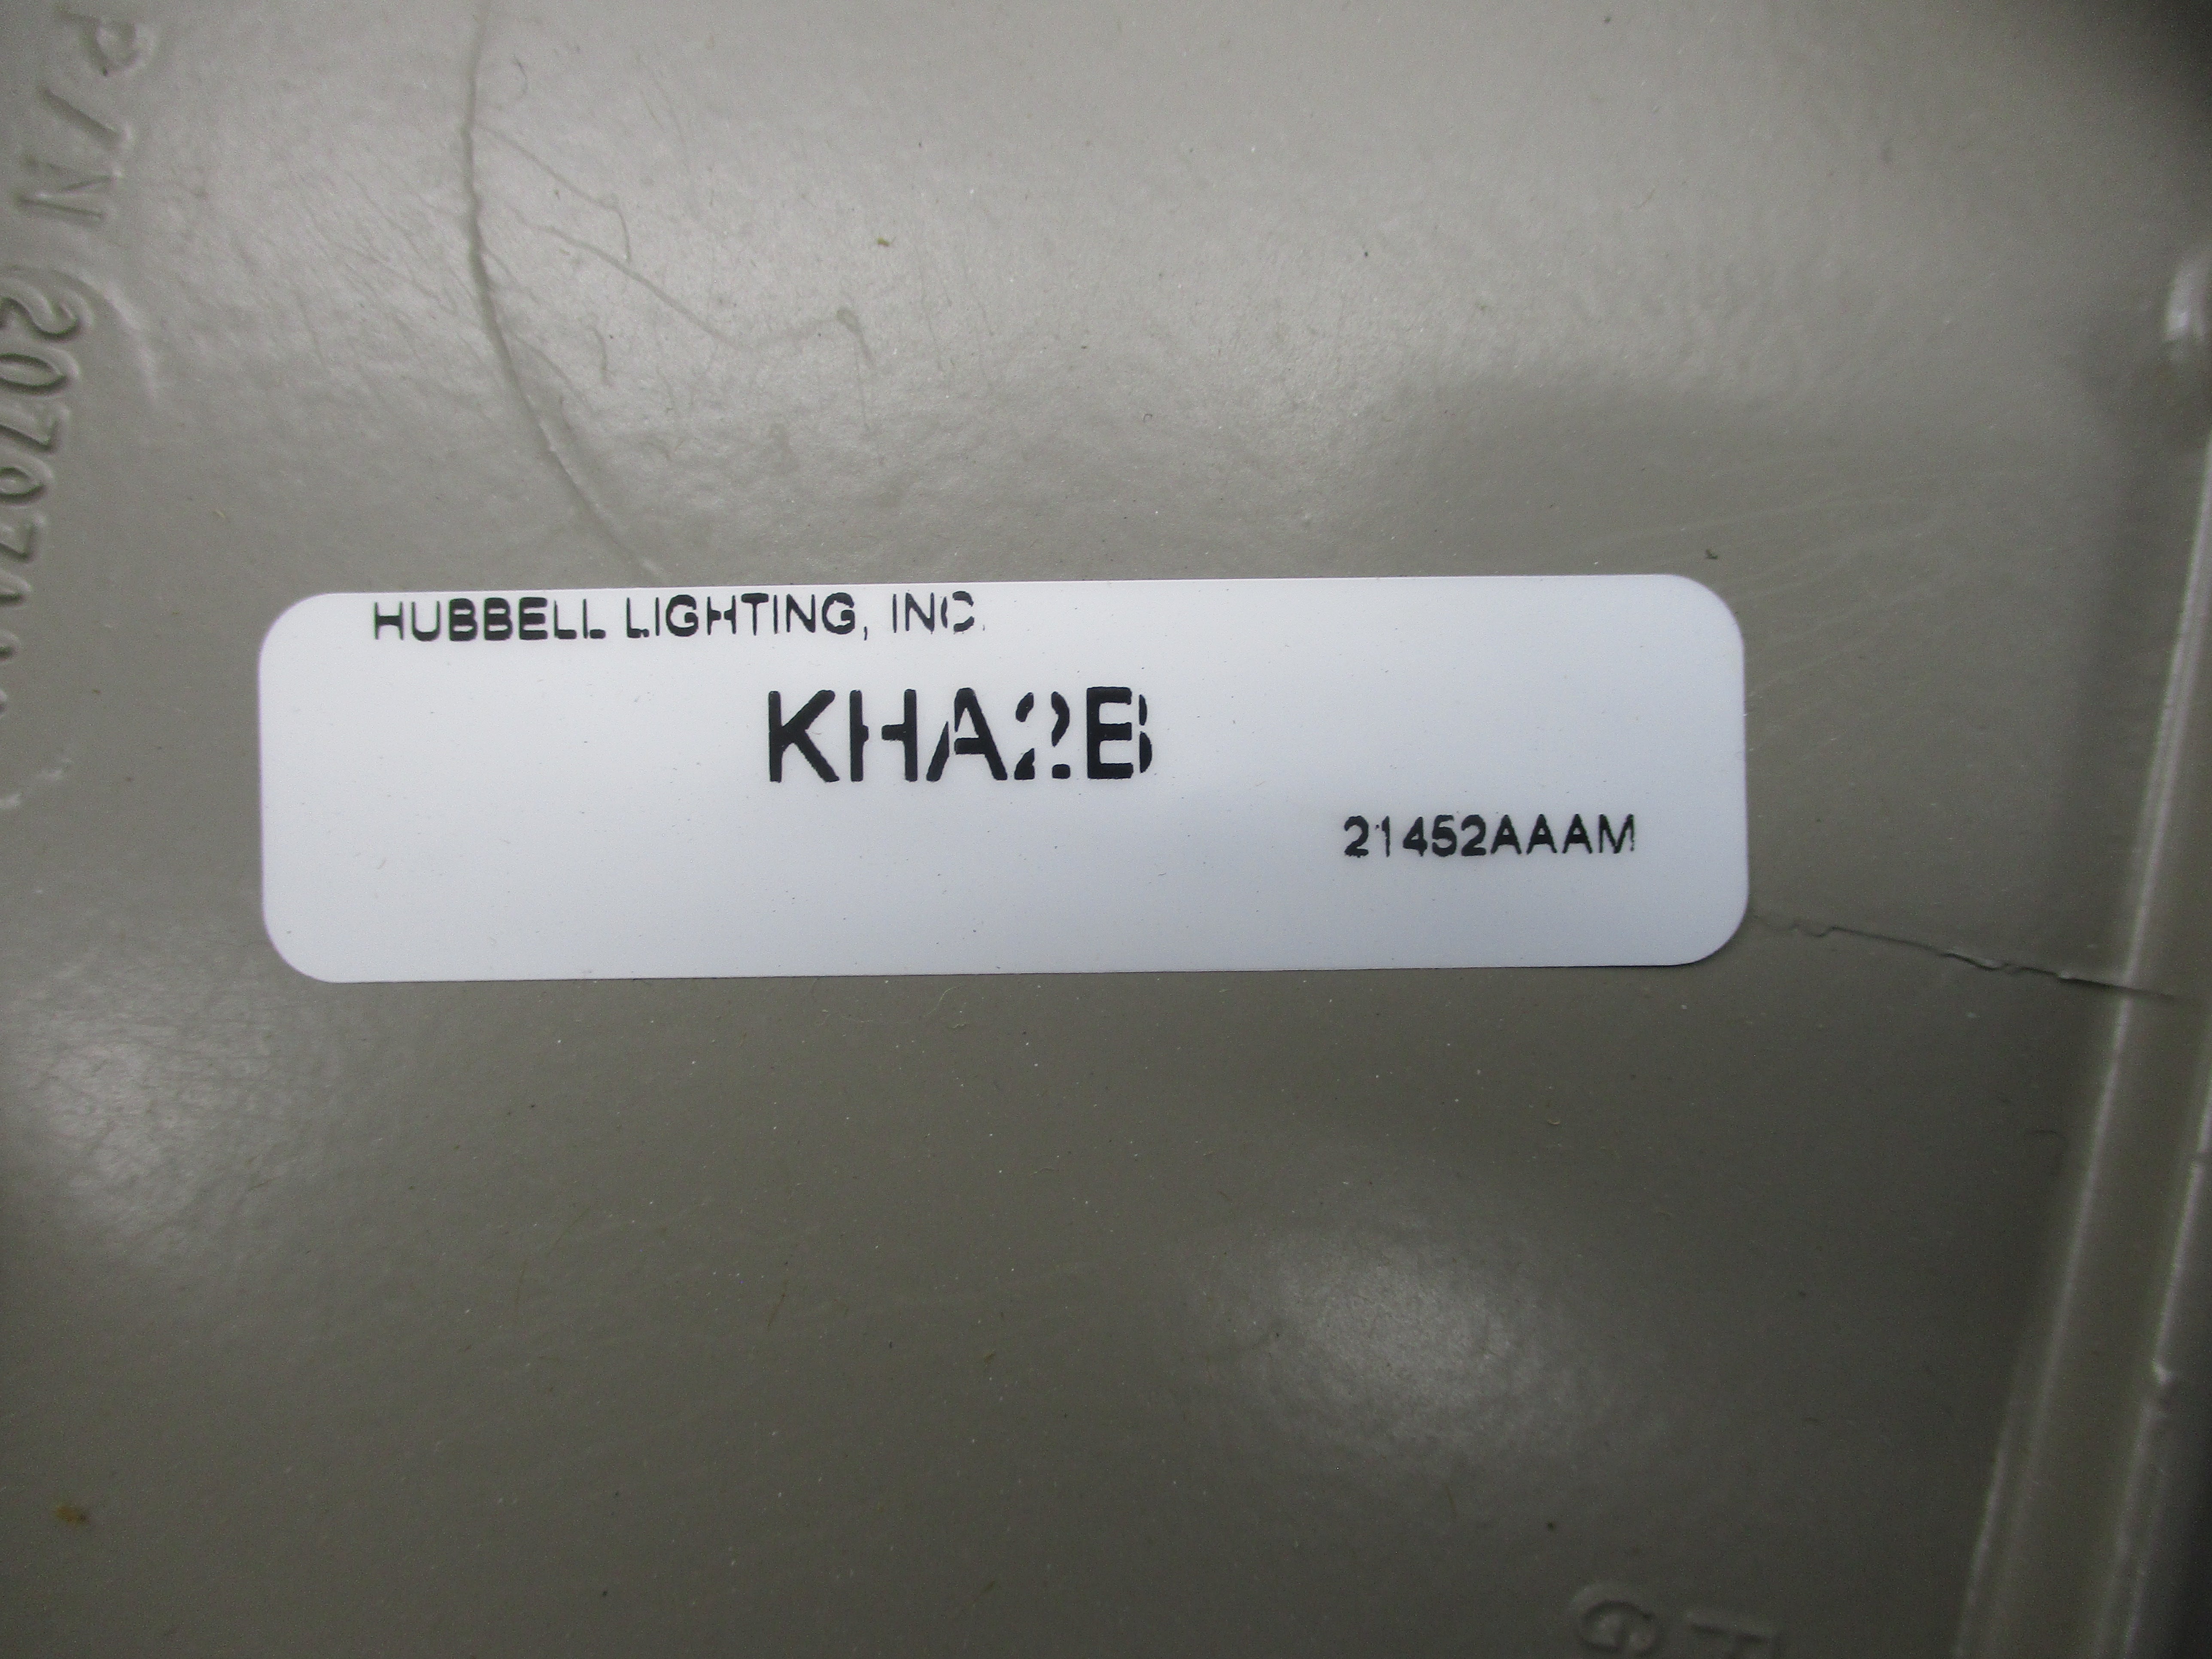 HUBBELL LIGHTING, INC.
KHA2B
21452AAAM
P/N